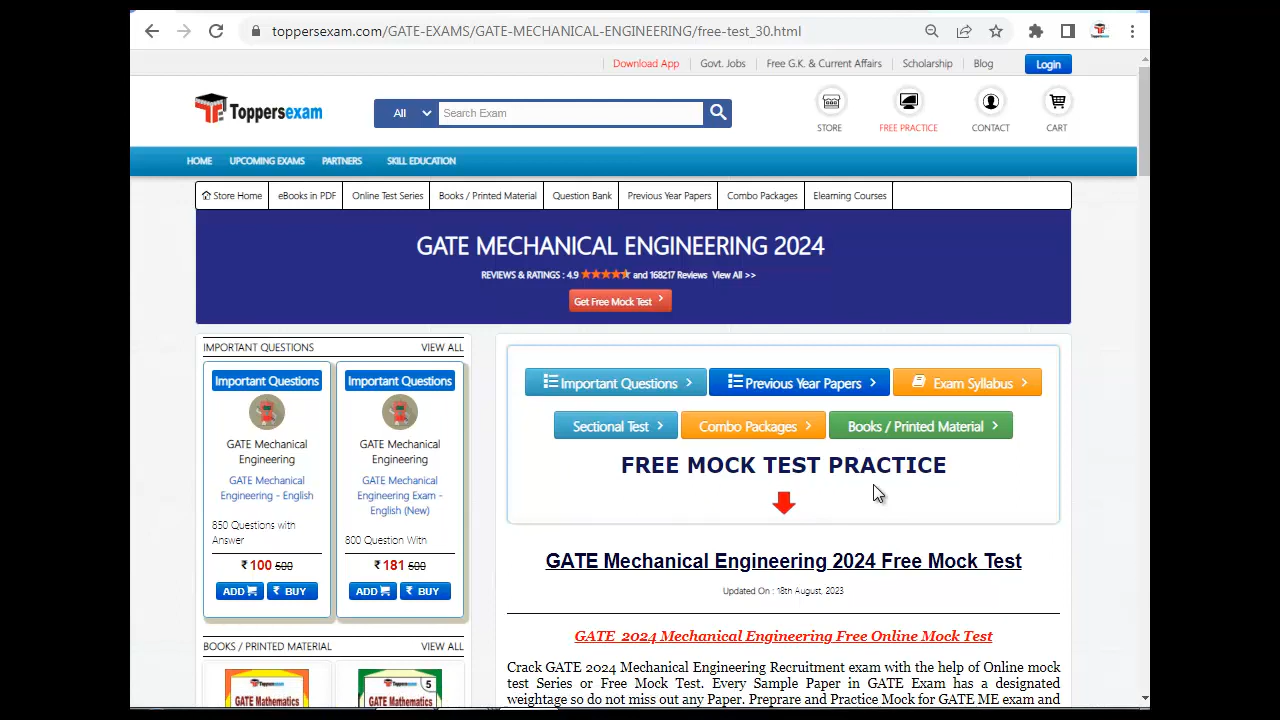 toppersexam.com/GATE-EXAMS/GATE-MECHANICAL-ENGINEERING/free-test_30.html
Download App Govt. Jobs Free G.K. & Current Affairs Scholarship Blog Login
Toppersexam
All Search Exam
STORE FREE PRACTICE CONTACT CART
HOME UPCOMING EXAMS PARTNERS SKILL EDUCATION
Store Home eBooks in PDF Online Test Series Books / Printed Material Question Bank Previous Year Papers Combo Packages Elearning Courses
GATE MECHANICAL ENGINEERING 2024
REVIEWS & RATINGS : 4.9 and 168217 Reviews View All >>
Get Free Mock Test
IMPORTANT QUESTIONS VIEW ALL
Important Questions
GATE Mechanical
Engineering
GATE Mechanical
Engineering - English
850 Questions with
Answer
₹ 100 500
ADD ₹ BUY
Important Questions
GATE Mechanical
Engineering
GATE Mechanical
Engineering Exam -
English (New)
800 Question With
₹ 181 500
ADD ₹ BUY
BOOKS / PRINTED MATERIAL VIEW ALL
Toppersexam
GATE Mathematics
Toppersexam 5
GATE Mathematics
Important Questions Previous Year Papers Exam Syllabus
Sectional Test Combo Packages Books / Printed Material
FREE MOCK TEST PRACTICE
GATE Mechanical Engineering 2024 Free Mock Test
Updated On : 18th August, 2023
GATE 2024 Mechanical Engineering Free Online Mock Test
Crack GATE 2024 Mechanical Engineering Recruitment exam with the help of Online mock
test Series or Free Mock Test. Every Sample Paper in GATE Exam has a designated
weightage so do not miss out any Paper. Preprare and Practice Mock for GATE ME exam and